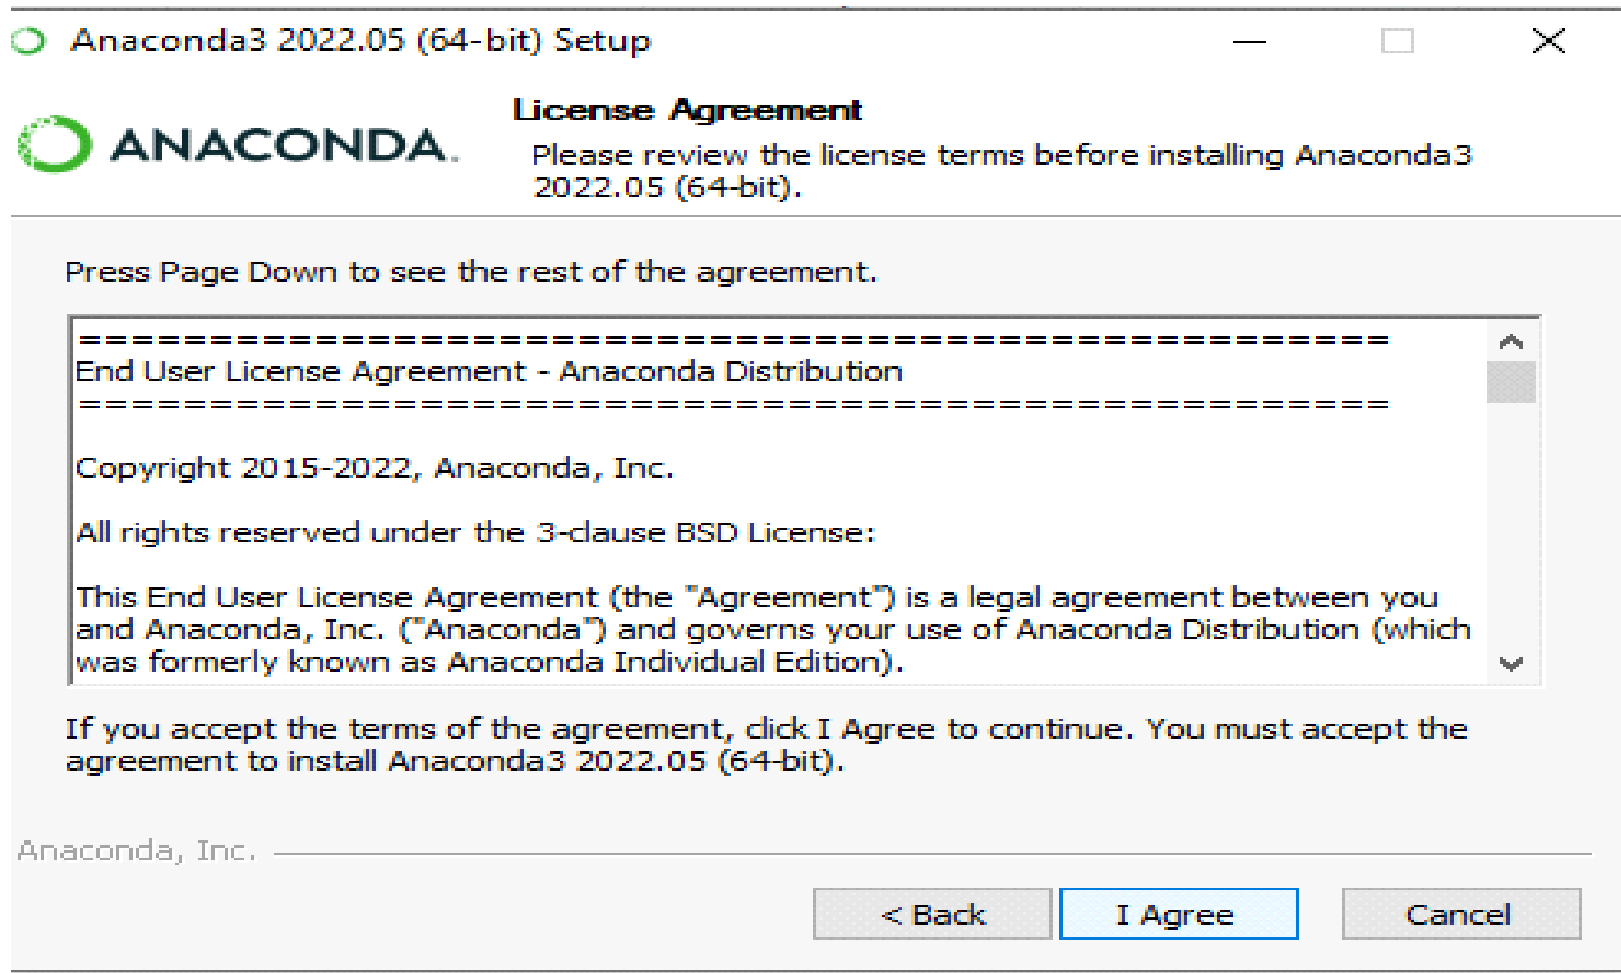 Anaconda3 2022.05 (64-bit) Setup
ANACONDA.
License Agreement
Please review the license terms before installing Anaconda3
2022.05 (64-bit).
Press Page Down to see the rest of the agreement.
==================================================
End User License Agreement - Anaconda Distribution
==================================================
Copyright 2015-2022, Anaconda, Inc.
All rights reserved under the 3-clause BSD License:
This End User License Agreement (the "Agreement") is a legal agreement between you
and Anaconda, Inc. ("Anaconda") and governs your use of Anaconda Distribution (which
was formerly known as Anaconda Individual Edition).
If you accept the terms of the agreement, click I Agree to continue. You must accept the
agreement to install Anaconda3 2022.05 (64-bit).
Anaconda, Inc.
< Back I Agree Cancel